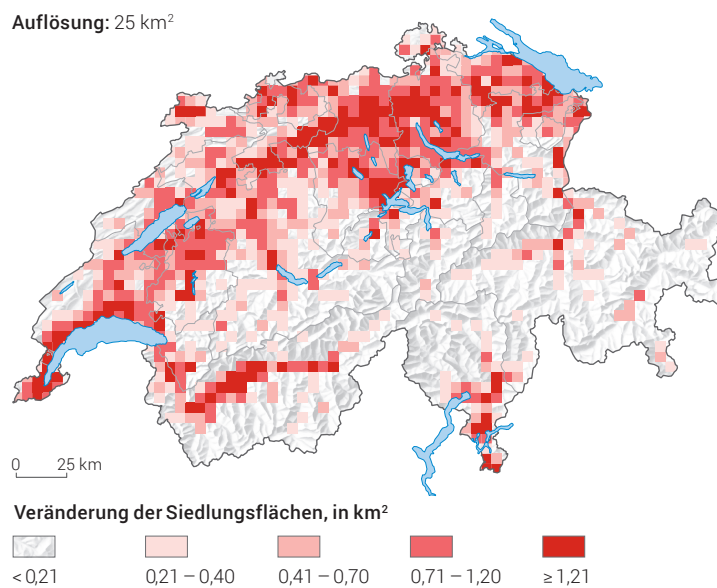 Auflösung: 25 km²
0 25 km
Veränderung der Siedlungsflächen, in km²
< 0,21 0,21 – 0,40 0,41 – 0,70 0,71 – 1,20 ≥ 1,21